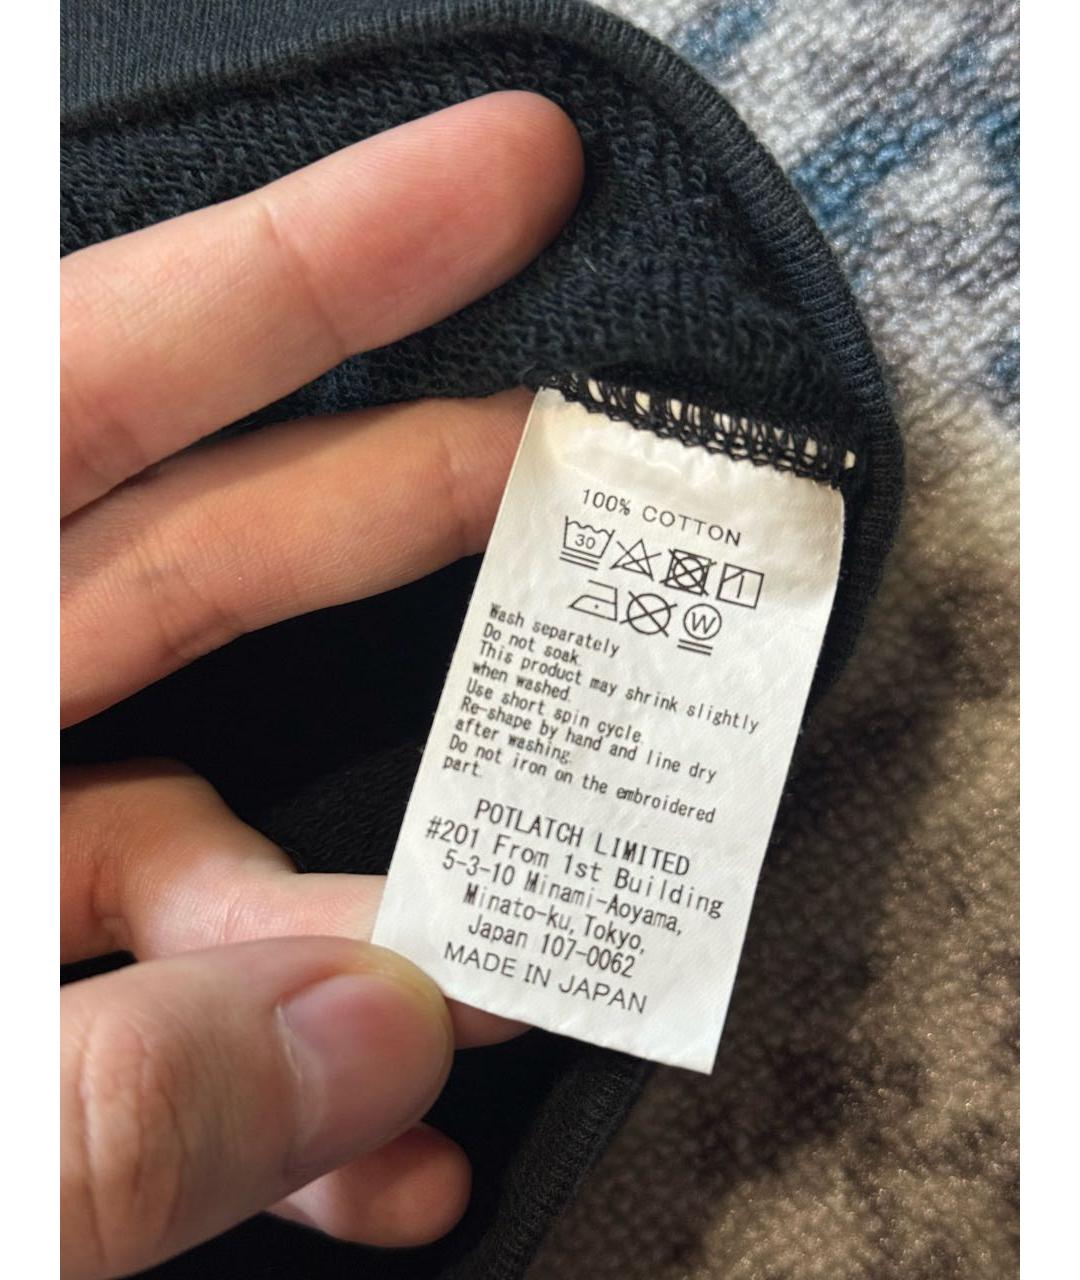 100% COTTON
30
W
Wash separately
Do not soak.
This product may shrink slightly
when washed.
Use short spin cycle.
Re-shape by hand and line dry
after washing.
Do not iron on the embroidered
part.
POTLATCH LIMITED
#201 From 1st Building
5-3-10 Minami-Aoyama,
Minato-ku, Tokyo,
Japan 107-0062
MADE IN JAPAN